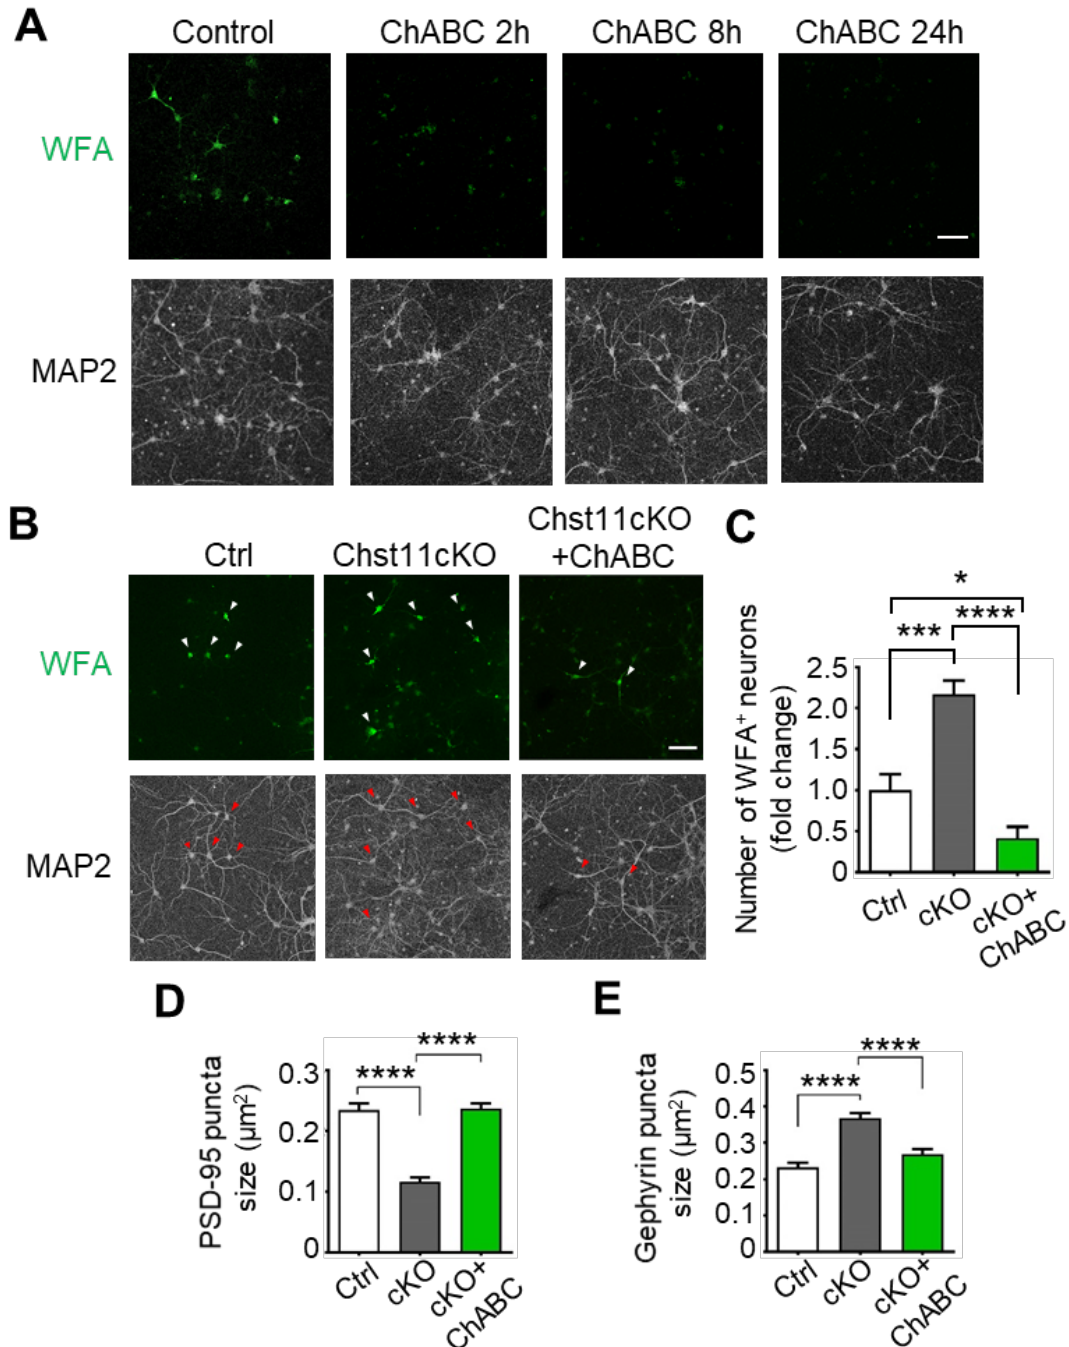 A
Control
ChABC 2h
ChABC 8h
ChABC 24h
WFA
MAP2
B
Ctrl
Chst11cKO
Chst11cKO
+ChABC
WFA
MAP2
C
Number of WFA⁺ neurons
(fold change)
*
***
****
2.5
2.0
1.5
1.0
0.5
0
Ctrl
cKO
cKO+
ChABC
D
PSD-95 puncta
size (µm²)
****
****
0.3
0.2
0.1
0
Ctrl
cKO
cKO+
ChABC
E
Gephyrin puncta
size (µm²)
****
****
0.5
0.4
0.3
0.2
0.1
0
Ctrl
cKO
cKO+
ChABC